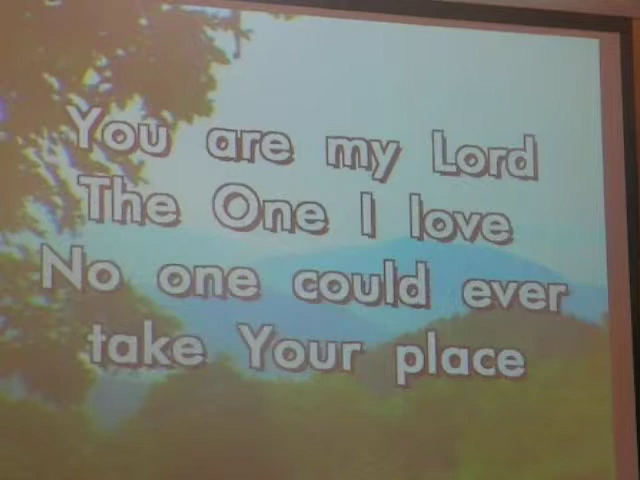 You are my Lord
The One I love
No one could ever
take Your place